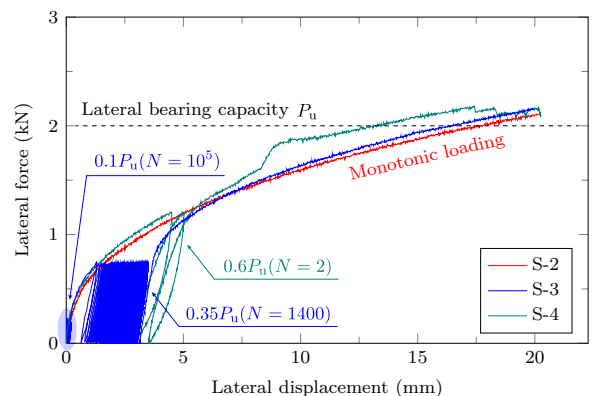 3
2
1
0
0
5
10
15
20
Lateral force (kN)
Lateral displacement (mm)
Lateral bearing capacity Pu
0.1Pu(N = 10^5)
Monotonic loading
0.6Pu(N = 2)
0.35Pu(N = 1400)
S-2
S-3
S-4